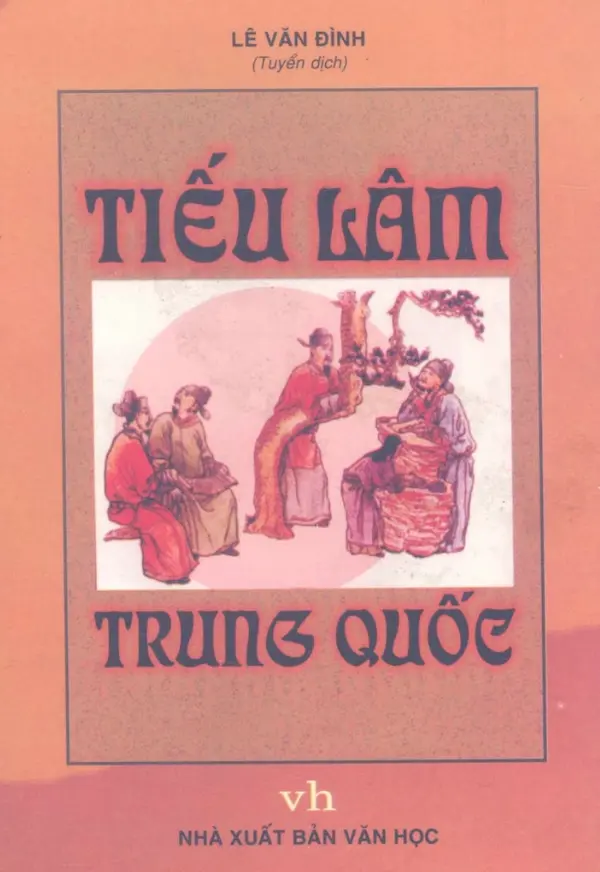 LÊ VĂN ĐÌNH
(Tuyển dịch)
TIẾU LÂM
TRUNG QUỐC
vh
NHÀ XUẤT BẢN VĂN HỌC